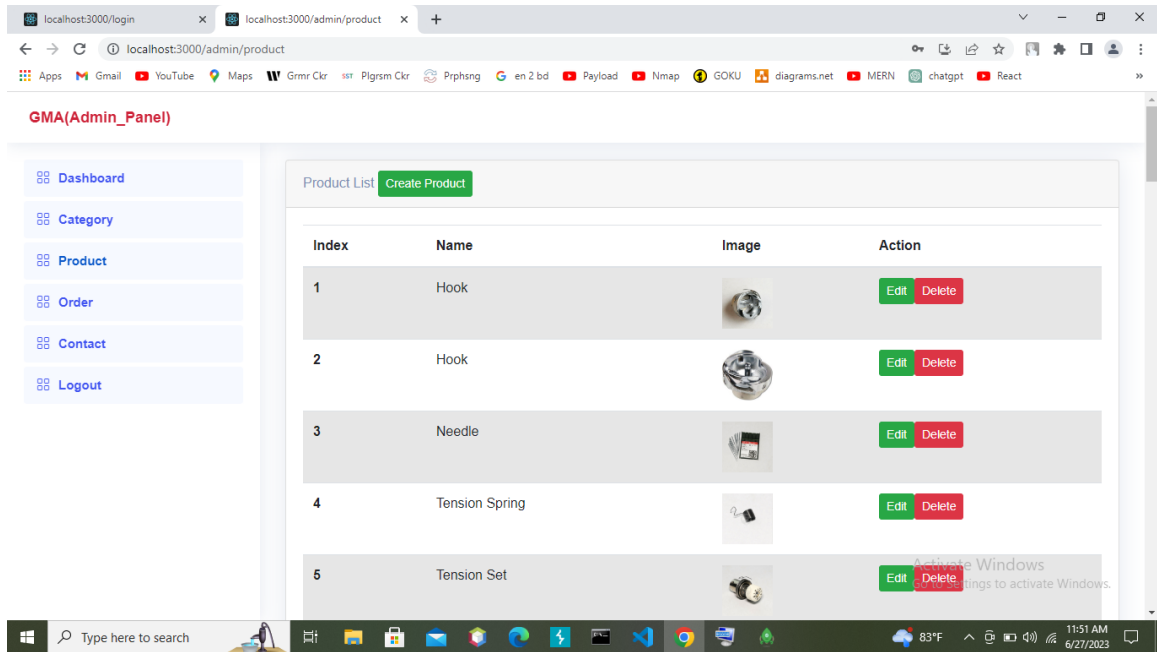 localhost:3000/login localhost:3000/admin/product
localhost:3000/admin/product
Apps Gmail YouTube Maps Grmr Ckr SST Plgrsm Ckr Prphsng en 2 bd Payload Nmap GOKU diagrams.net MERN chatgpt React
GMA(Admin_Panel)
Dashboard
Category
Product
Order
Contact
Logout
Product List Create Product
Index Name Image Action
1 Hook Edit Delete
2 Hook Edit Delete
3 Needle Edit Delete
4 Tension Spring Edit Delete
5 Tension Set Edit Delete
Activate Windows
Go to Settings to activate Windows.
Type here to search
83°F
11:51 AM
6/27/2023